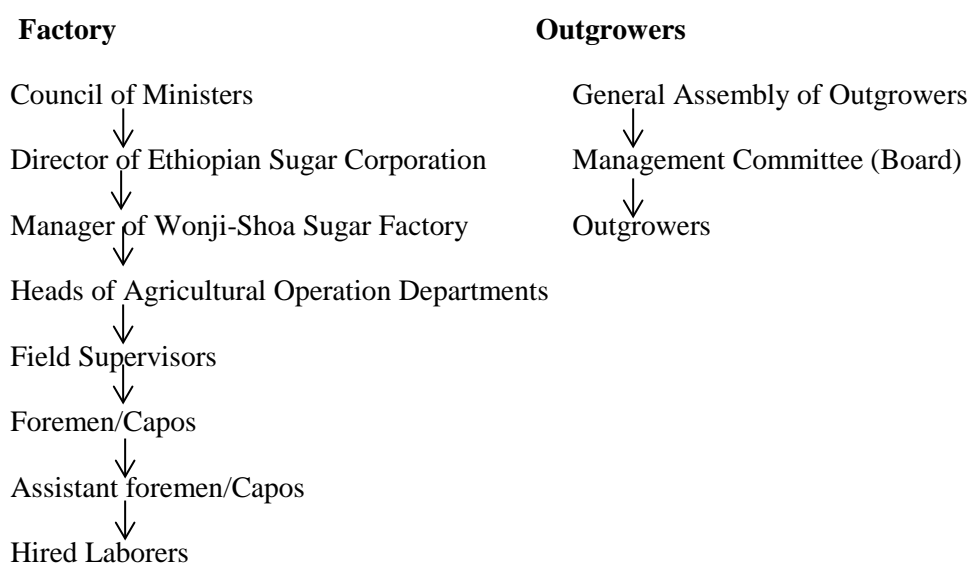 Factory Outgrowers
Council of Ministers General Assembly of Outgrowers
Director of Ethiopian Sugar Corporation Management Committee (Board)
Manager of Wonji-Shoa Sugar Factory Outgrowers
Heads of Agricultural Operation Departments
Field Supervisors
Foremen/Capos
Assistant foremen/Capos
Hired Laborers